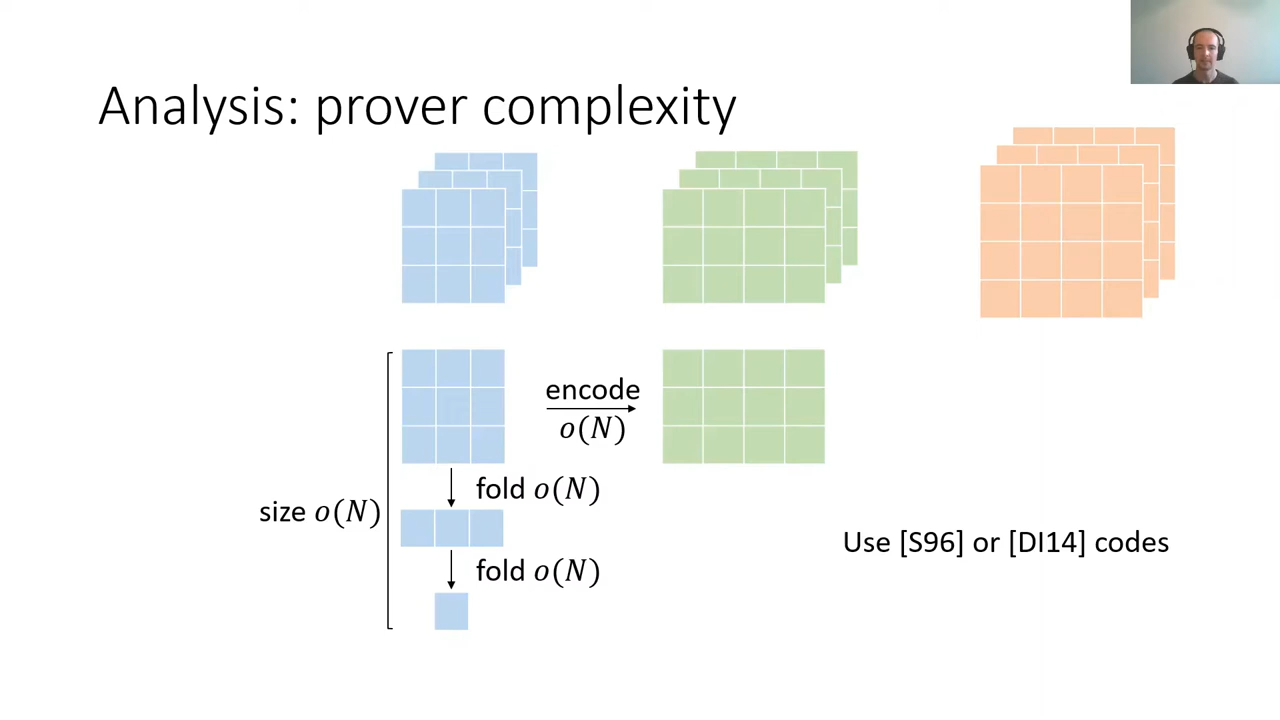 Analysis: prover complexity
encode
o(N)
fold o(N)
size o(N)
fold o(N)
Use [S96] or [DI14] codes